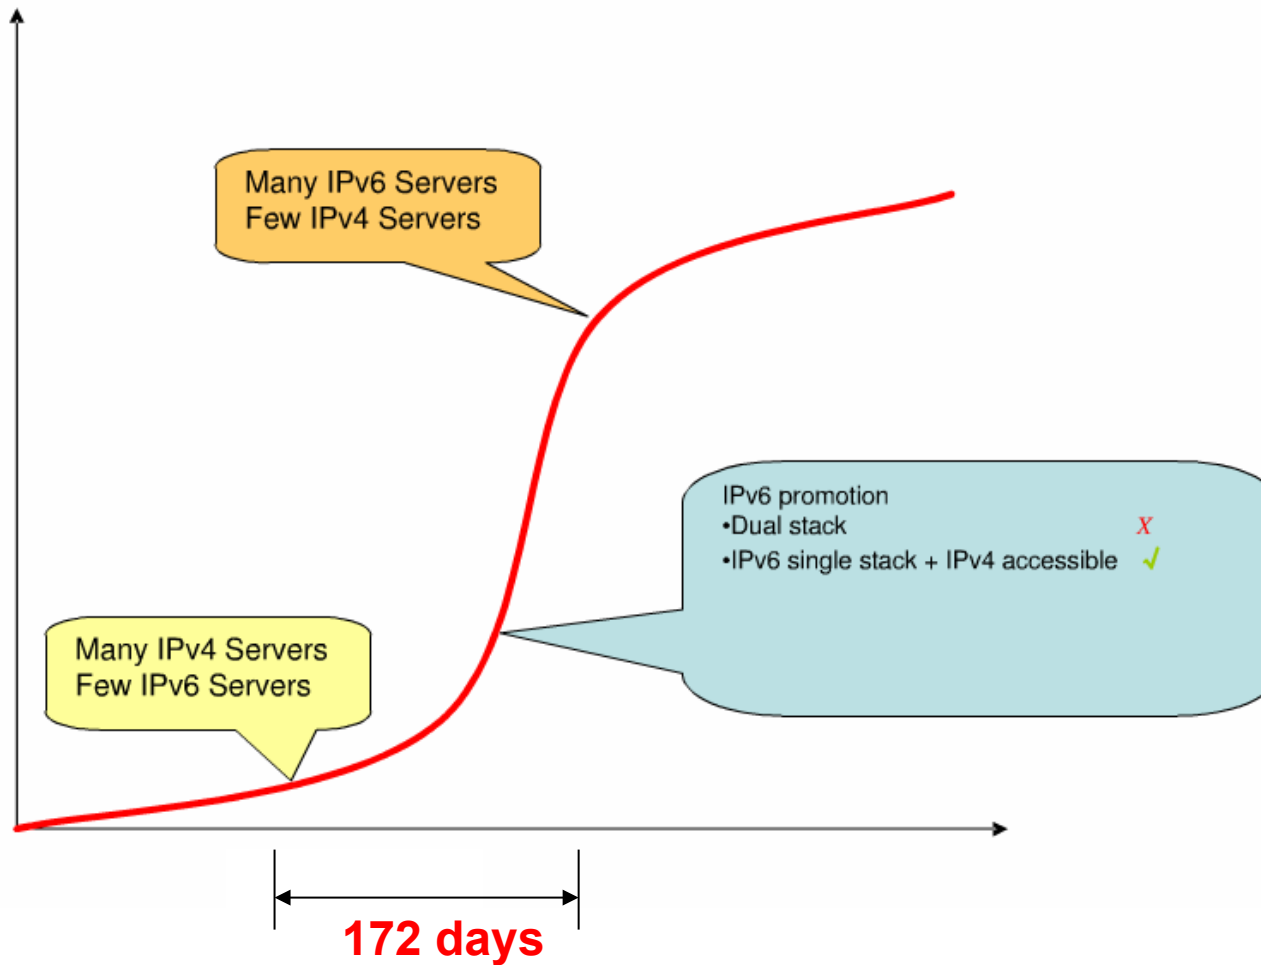 Many IPv6 Servers
Few IPv4 Servers
IPv6 promotion
•Dual stack X
•IPv6 single stack + IPv4 accessible √
Many IPv4 Servers
Few IPv6 Servers
172 days